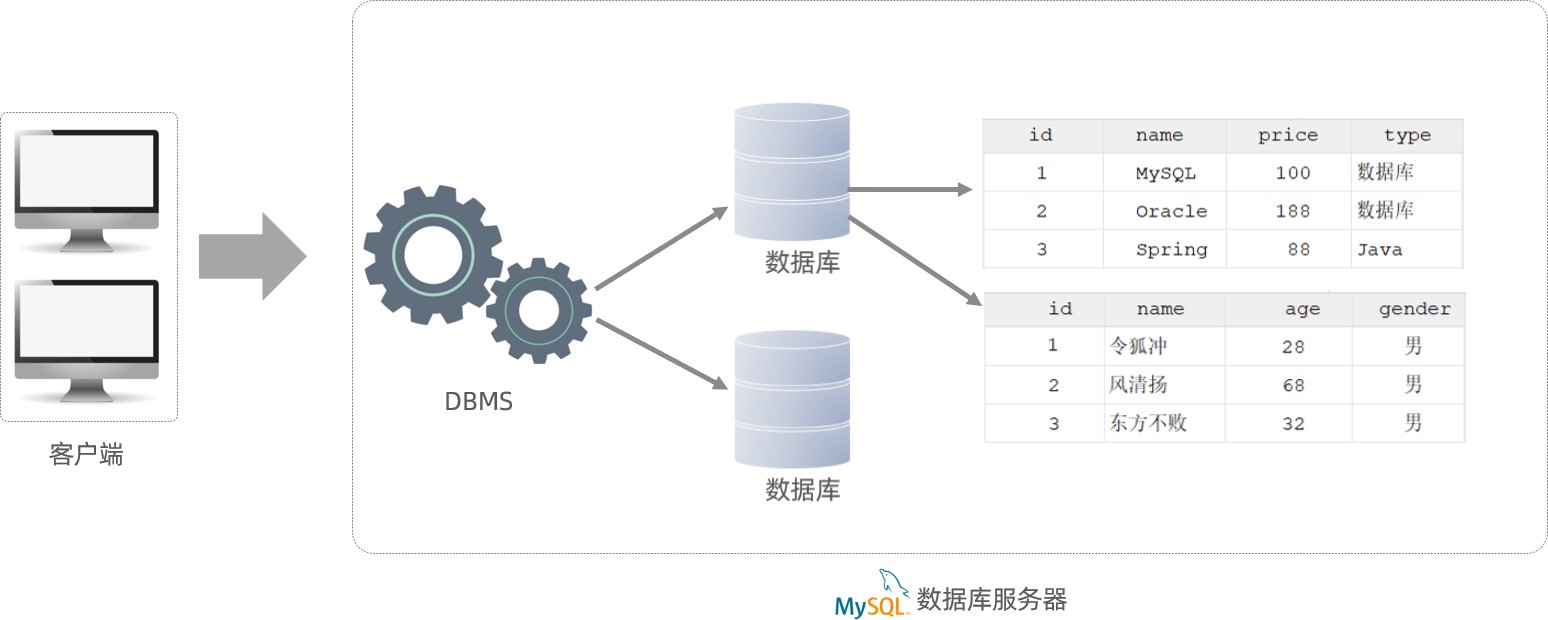 客户端
DBMS
数据库
数据库
id name price type
1 MySQL 100 数据库
2 Oracle 188 数据库
3 Spring 88 Java
id name age gender
1 令狐冲 28 男
2 风清扬 68 男
3 东方不败 32 男
MySQL 数据库服务器